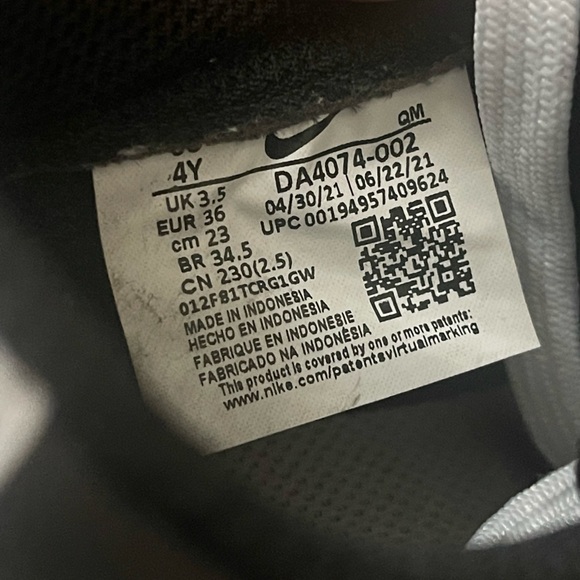 QM
4Y
UK 3.5
EUR 36
cm 23
BR 34.5
CN 230(2.5)
012F81TCRG1GW
DA4074-002
04/30/21 | 06/22/21
UPC 00194957409624
MADE IN INDONESIA
HECHO EN INDONÉSIA
FABRIQUE EN INDONESIE
FABRICADO NA INDONÉSIA
This product is covered by one or more patents:
www.nike.com/patentsvirtualmarking